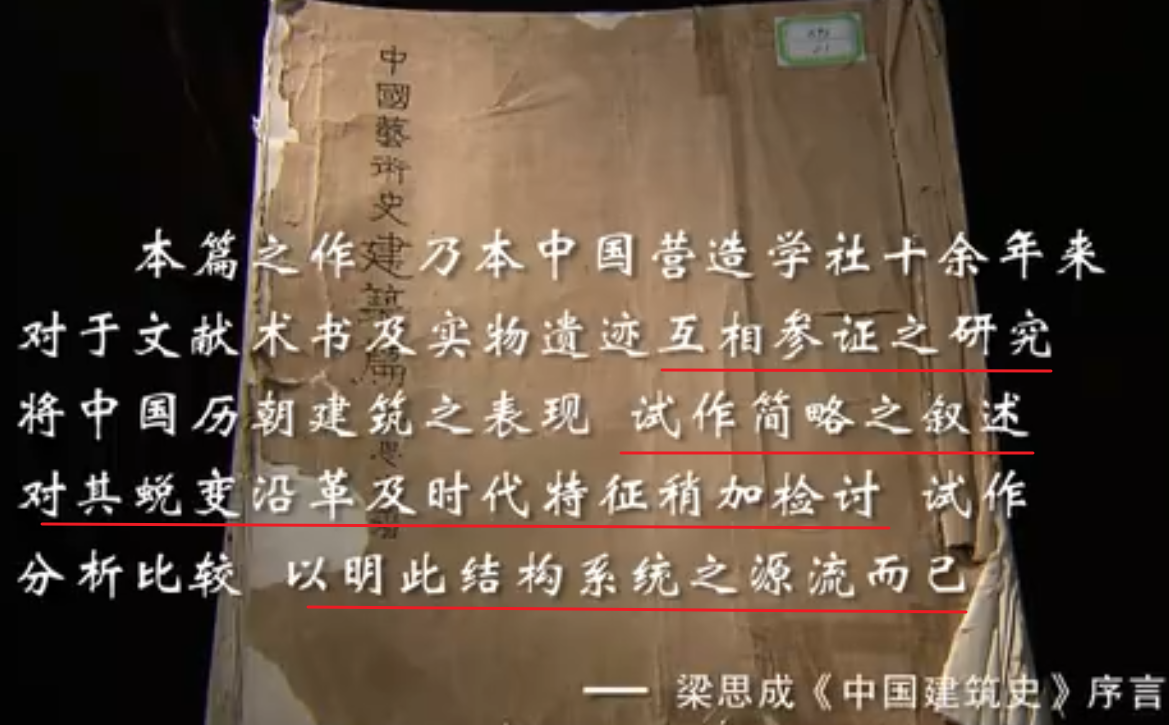 中國藝術史建築篇
本篇之作 乃本中国营造学社十余年来
对于文献术书及实物遗迹互相参证之研究
将中国历朝建筑之表现 试作简略之叙述
对其蜕变沿革及时代特征稍加检讨 试作
分析比较 以明此结构系统之源流而已
—— 梁思成《中国建筑史》序言